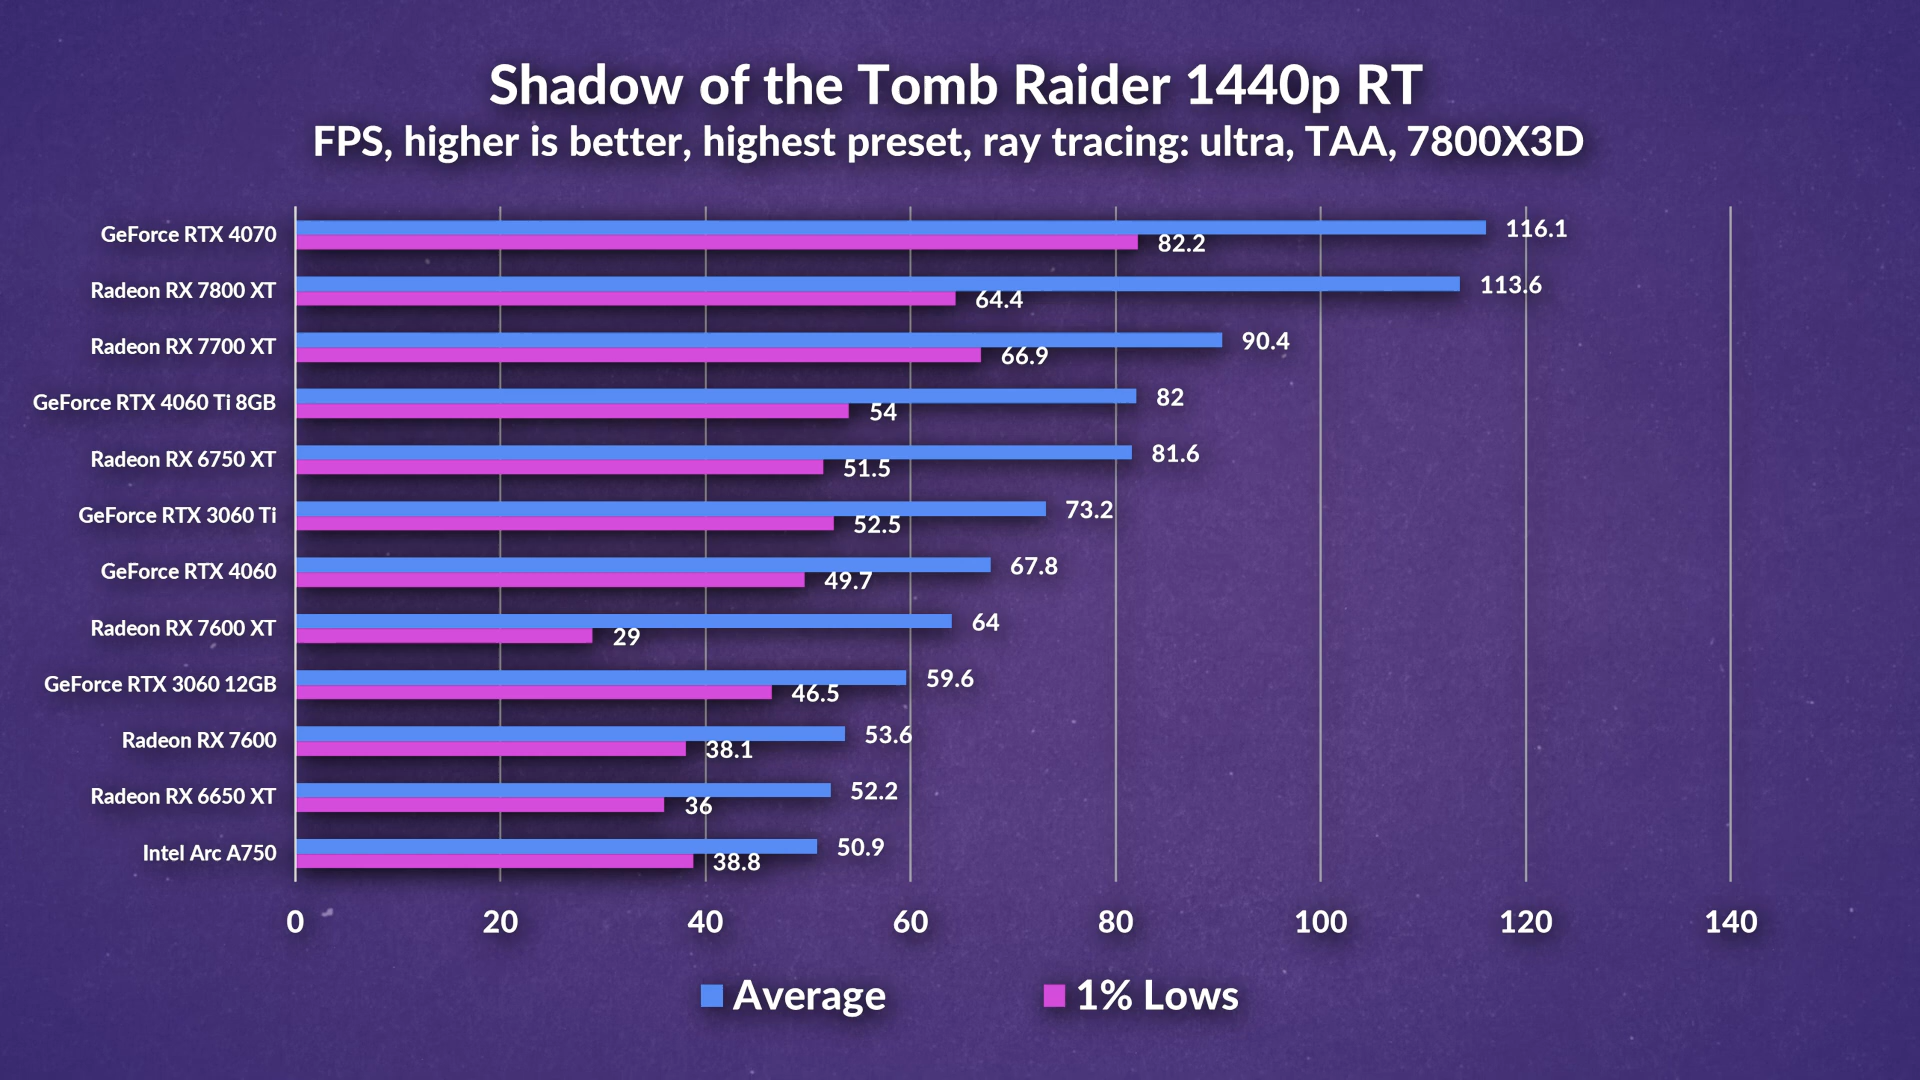 Shadow of the Tomb Raider 1440p RT
FPS, higher is better, highest preset, ray tracing: ultra, TAA, 7800X3D
GeForce RTX 4070 116.1
82.2
Radeon RX 7800 XT 113.6
64.4
Radeon RX 7700 XT 90.4
66.9
GeForce RTX 4060 Ti 8GB 82
54
Radeon RX 6750 XT 81.6
51.5
GeForce RTX 3060 Ti 73.2
52.5
GeForce RTX 4060 67.8
49.7
Radeon RX 7600 XT 64
29
GeForce RTX 3060 12GB 59.6
46.5
Radeon RX 7600 53.6
38.1
Radeon RX 6650 XT 52.2
36
Intel Arc A750 50.9
38.8
0 20 40 60 80 100 120 140
Average 1% Lows